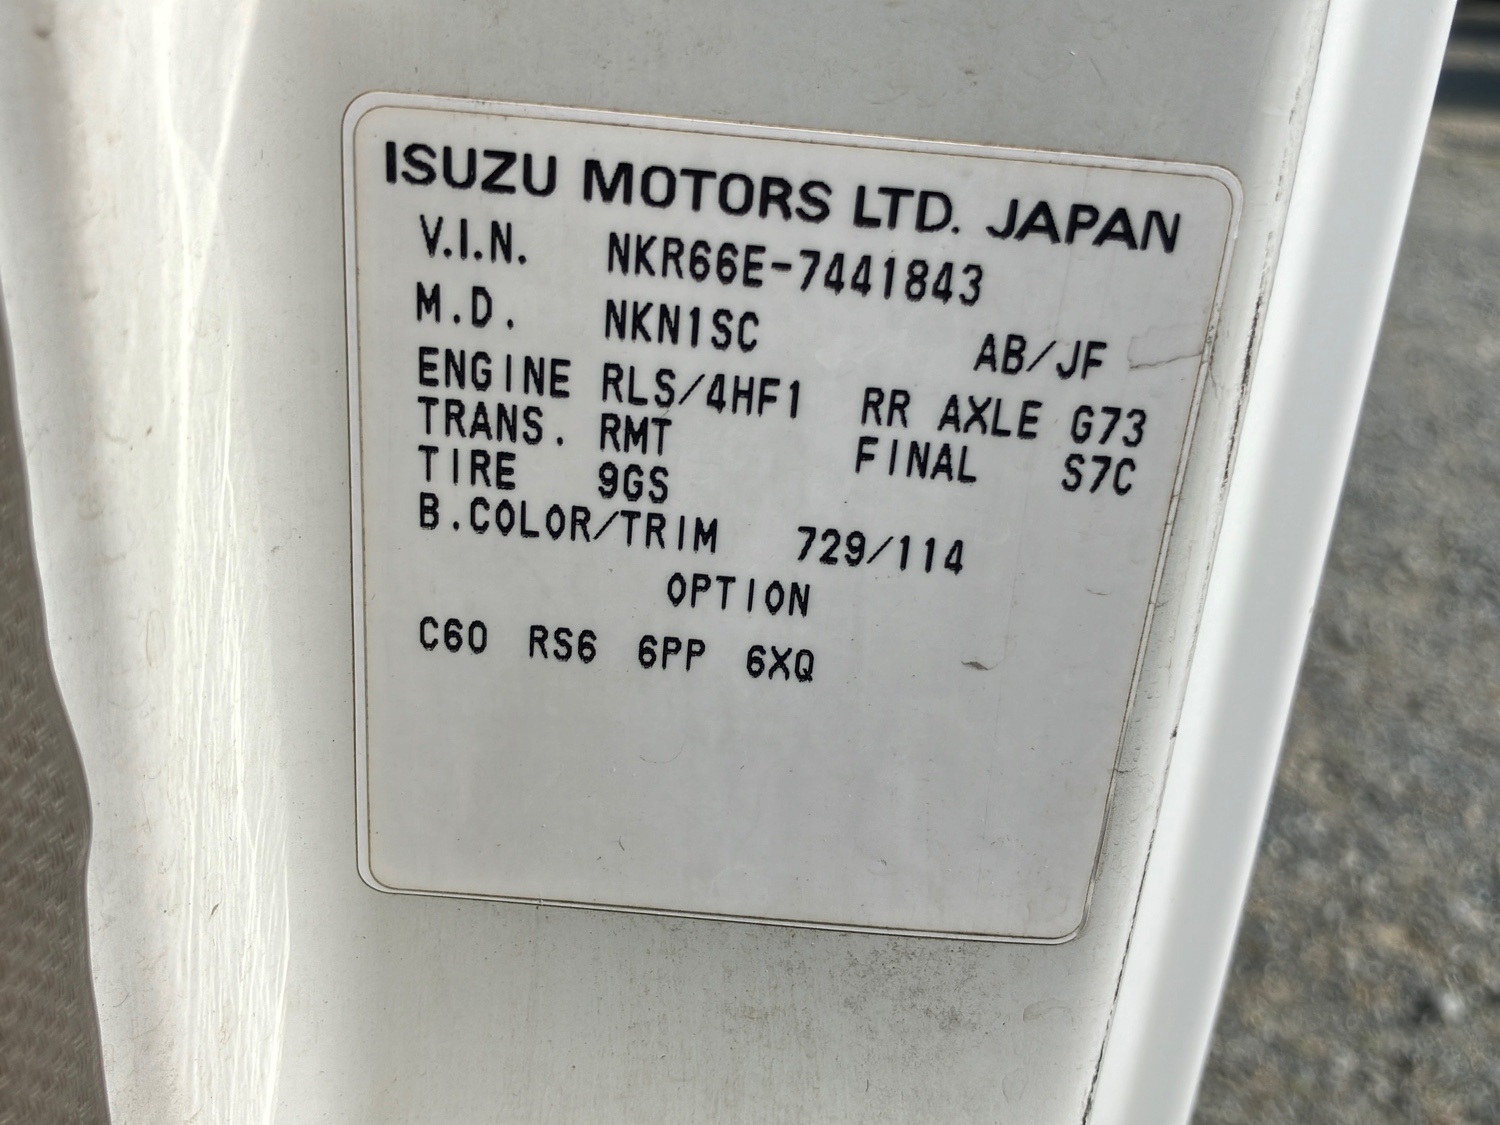 ISUZU MOTORS LTD. JAPAN
V.I.N. NKR66E-7441843
M.D. NKN1SC AB/JF
ENGINE RLS/4HF1 RR AXLE G73
TRANS. RMT FINAL S7C
TIRE 9GS
B.COLOR/TRIM 729/114
OPTION
C60 RS6 6PP 6XQ